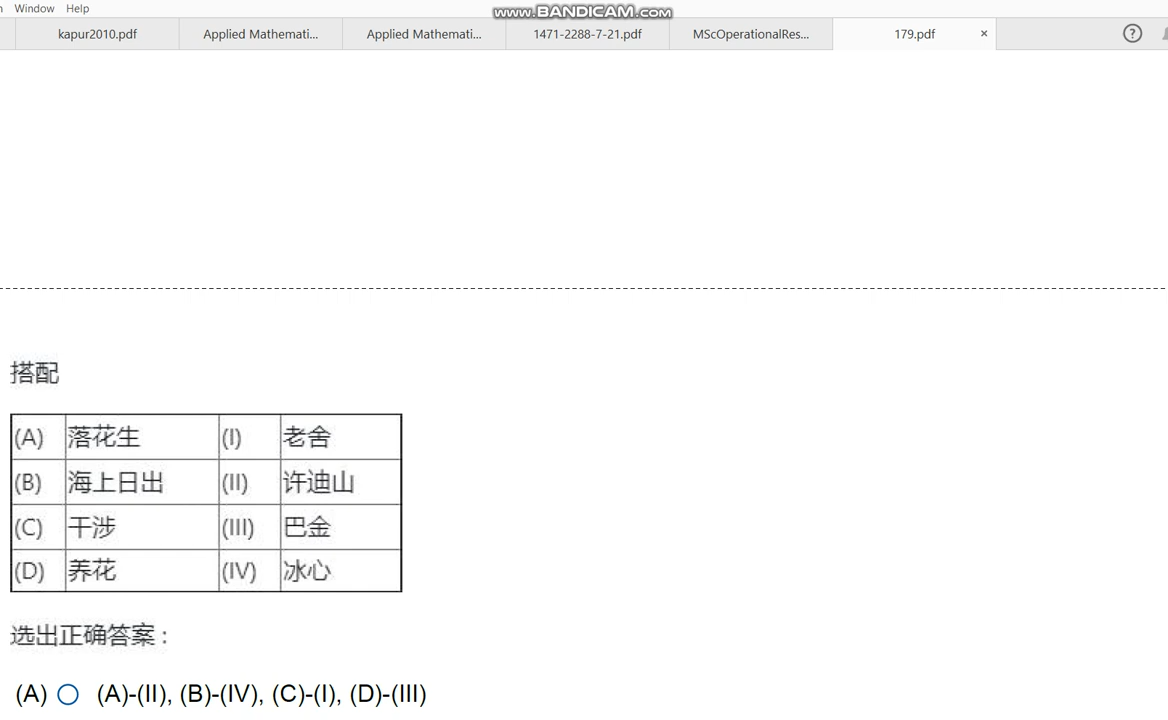 Window Help
www.BANDICAM.com
kapur2010.pdf Applied Mathemati... Applied Mathemati... 1471-2288-7-21.pdf MScOperationalRes... 179.pdf × ?
搭配
(A) 落花生 (I) 老舍
(B) 海上日出 (II) 许迪山
(C) 干涉 (III) 巴金
(D) 养花 (IV) 冰心
选出正确答案 :
(A) (A)-(II), (B)-(IV), (C)-(I), (D)-(III)